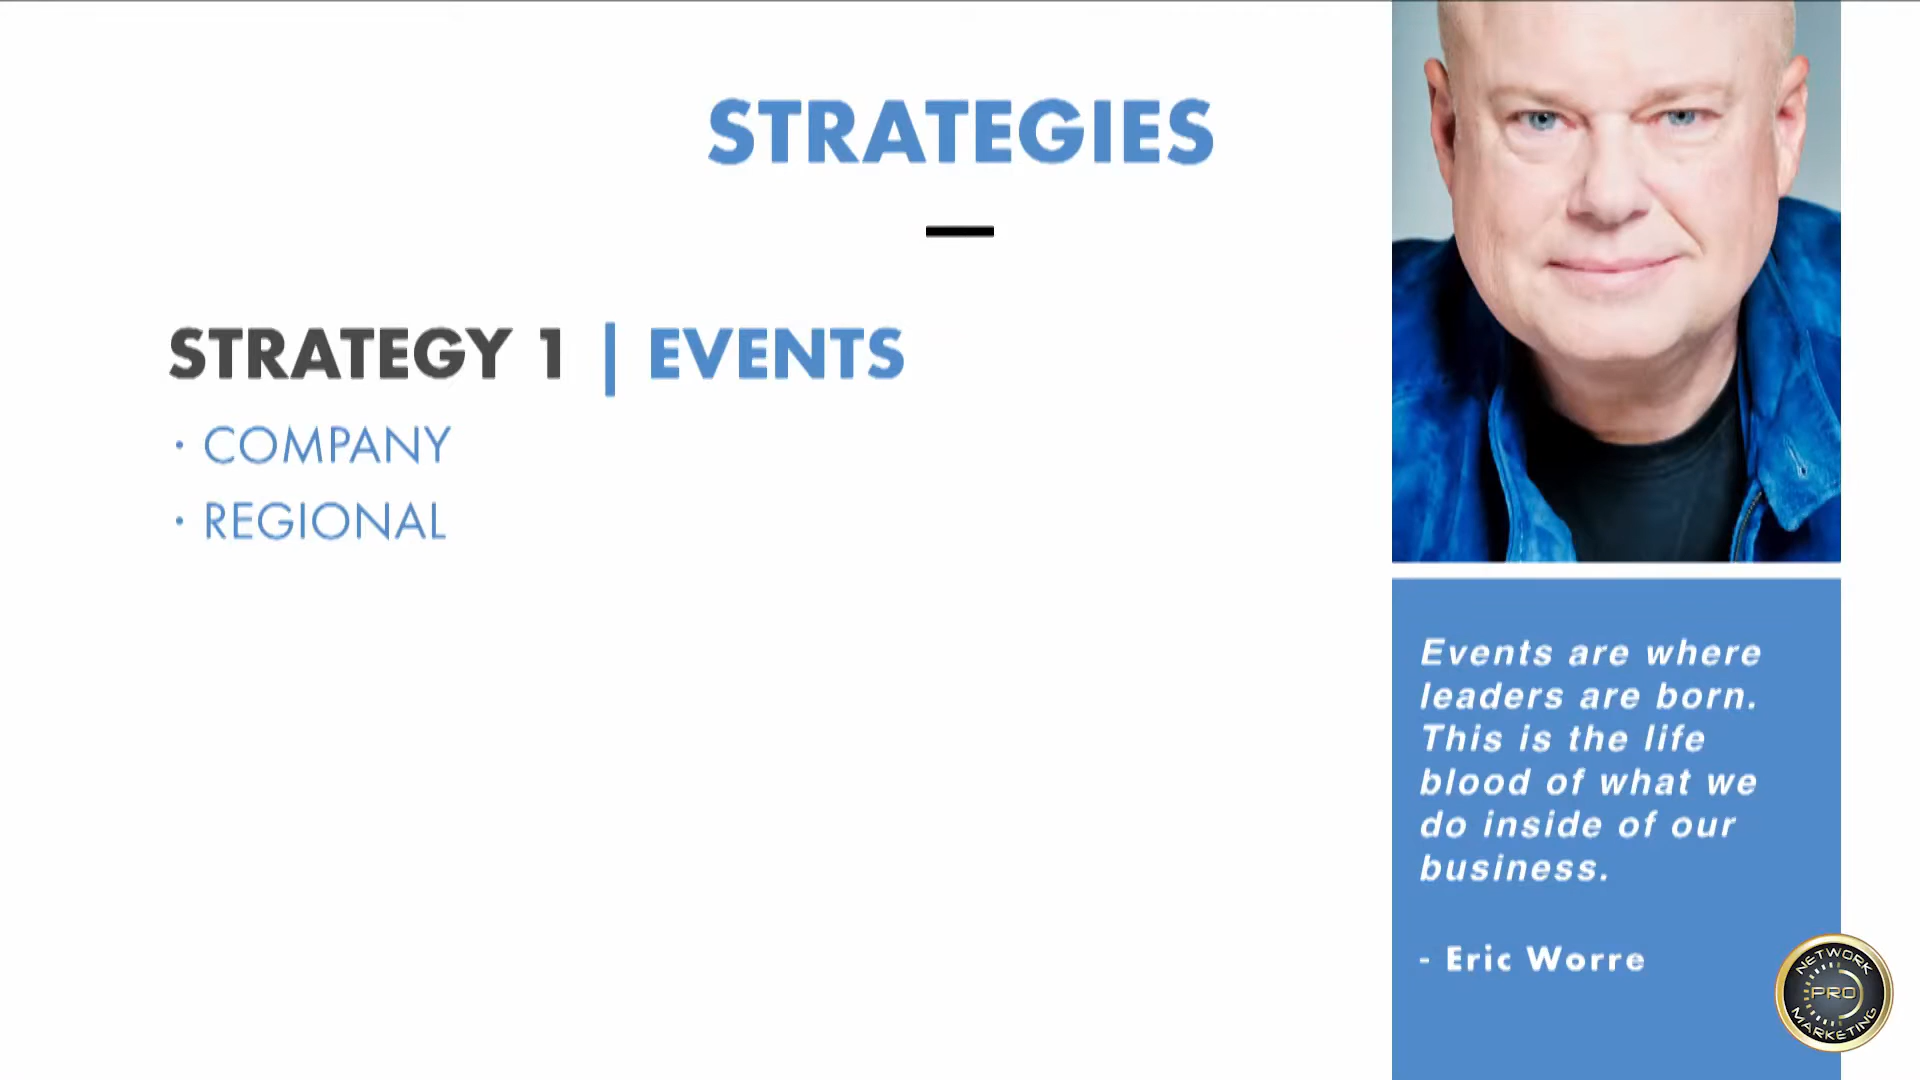 STRATEGIES
STRATEGY 1 | EVENTS
· COMPANY
· REGIONAL
Events are where
leaders are born.
This is the life
blood of what we
do inside of our
business.
- Eric Worre
NETWORK
PRO
MARKETING